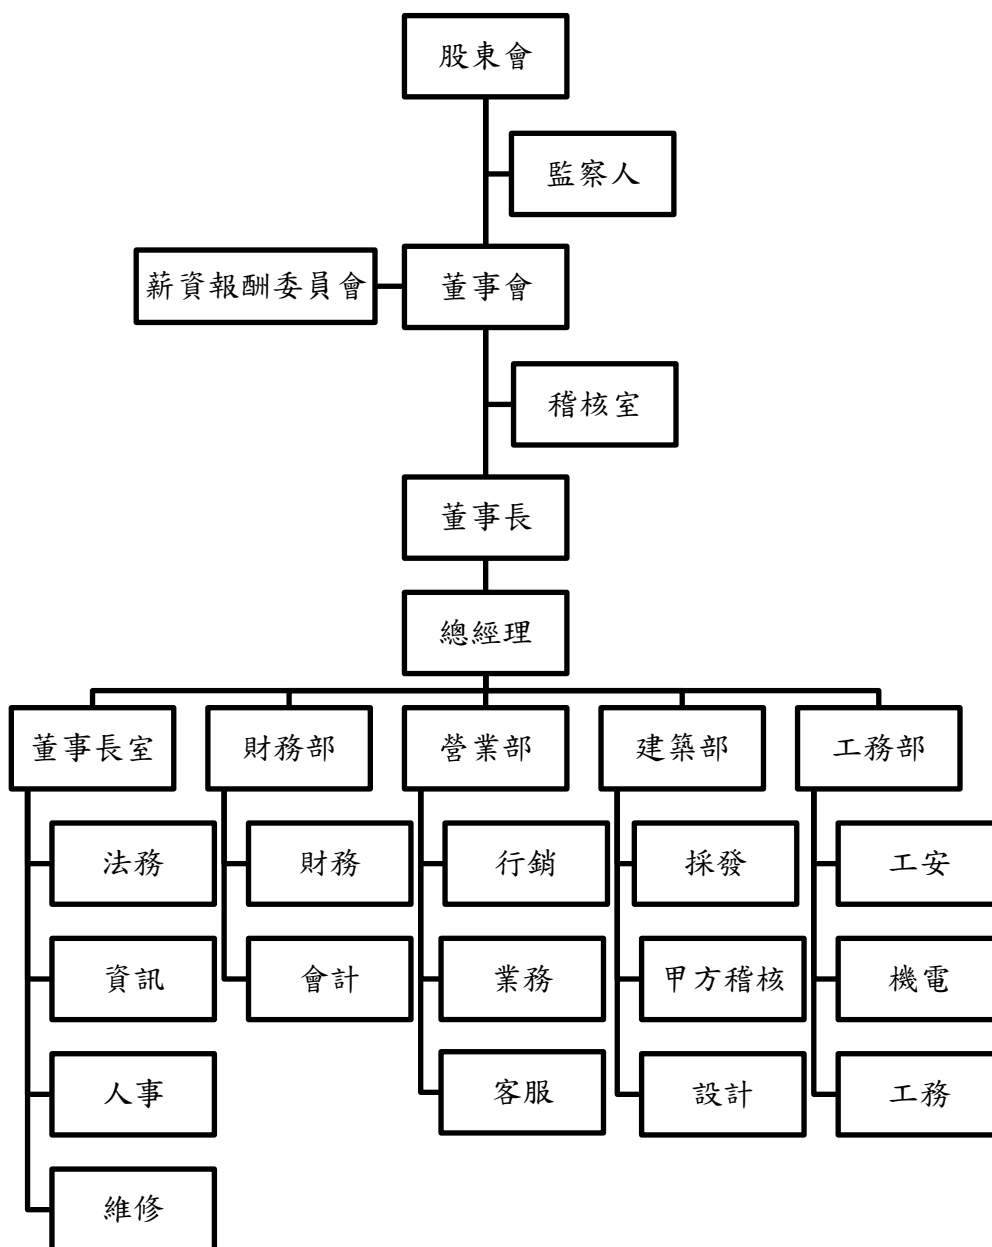 股東會
監察人
薪資報酬委員會
董事會
稽核室
董事長
總經理
董事長室
財務部
營業部
建築部
工務部
法務
財務
行銷
採發
工安
資訊
會計
業務
甲方稽核
機電
人事
客服
設計
工務
維修